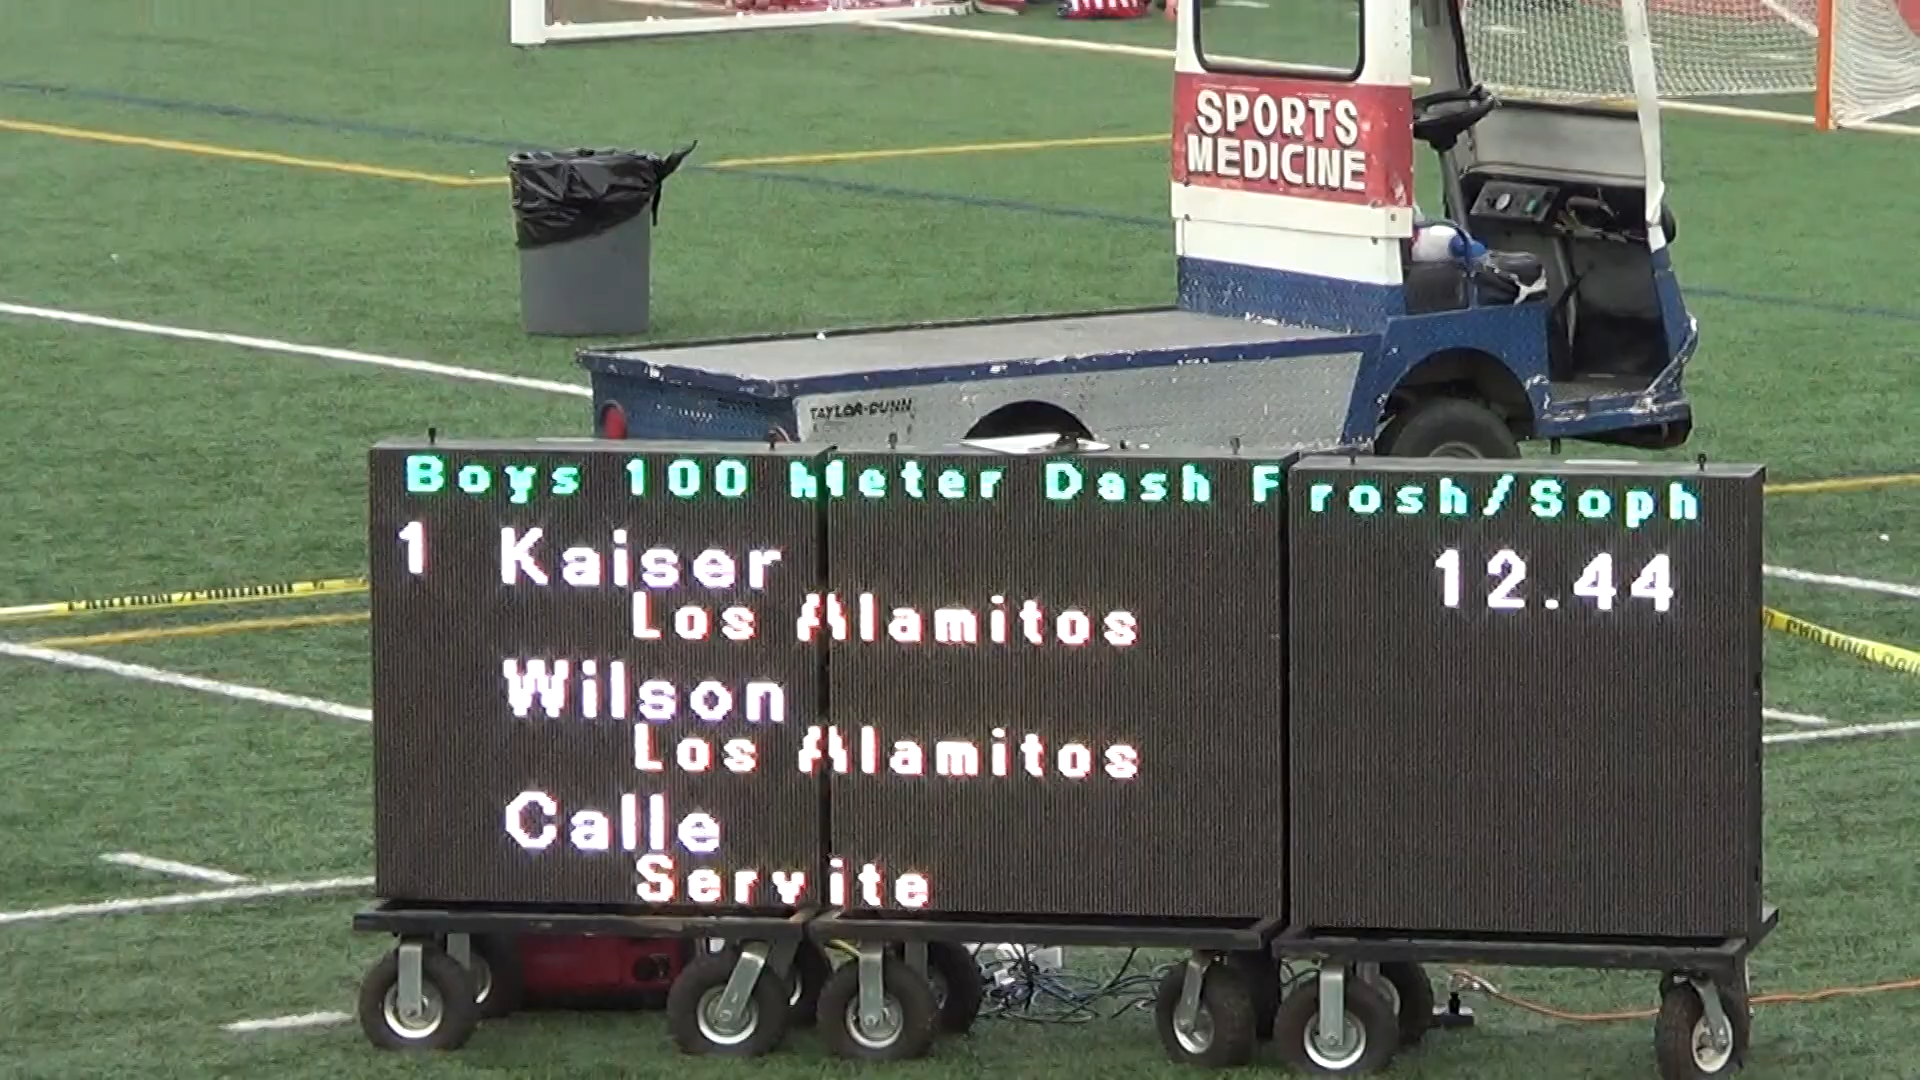 SPORTS
MEDICINE
TAYLOR-DUNN
Boys 100 Meter Dash Frosh/Soph
1 Kaiser 12.44
Los Alamitos
Wilson
Los Alamitos
Calle
Servite